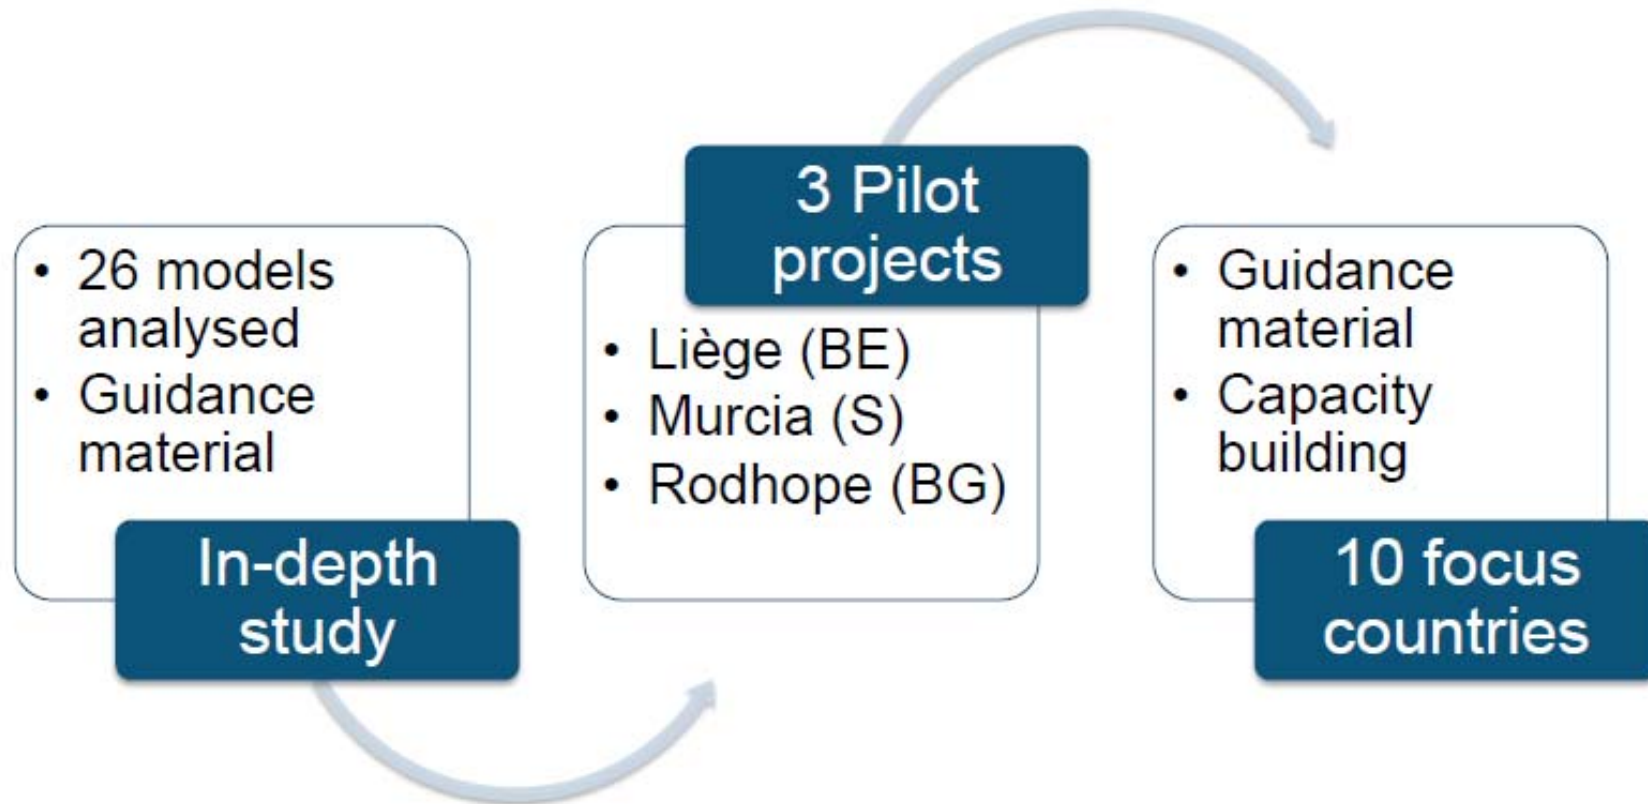 • 26 models
analysed
• Guidance
material
In-depth
study
3 Pilot
projects
• Liège (BE)
• Murcia (S)
• Rodhope (BG)
• Guidance
material
• Capacity
building
10 focus
countries